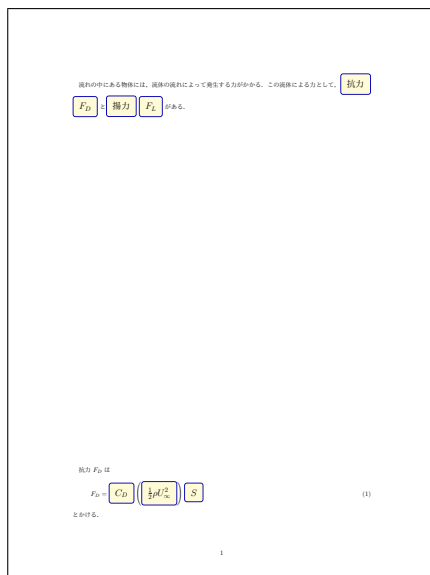 流れの中にある物体には，流体の流れによって発生する力がかかる．この流体による力として， 抗力
F_D と 揚力 F_L がある．
抗力 F_D は
F_D = C_D ( 1/2 ρU_∞^2 ) S (1)
とかける．
1